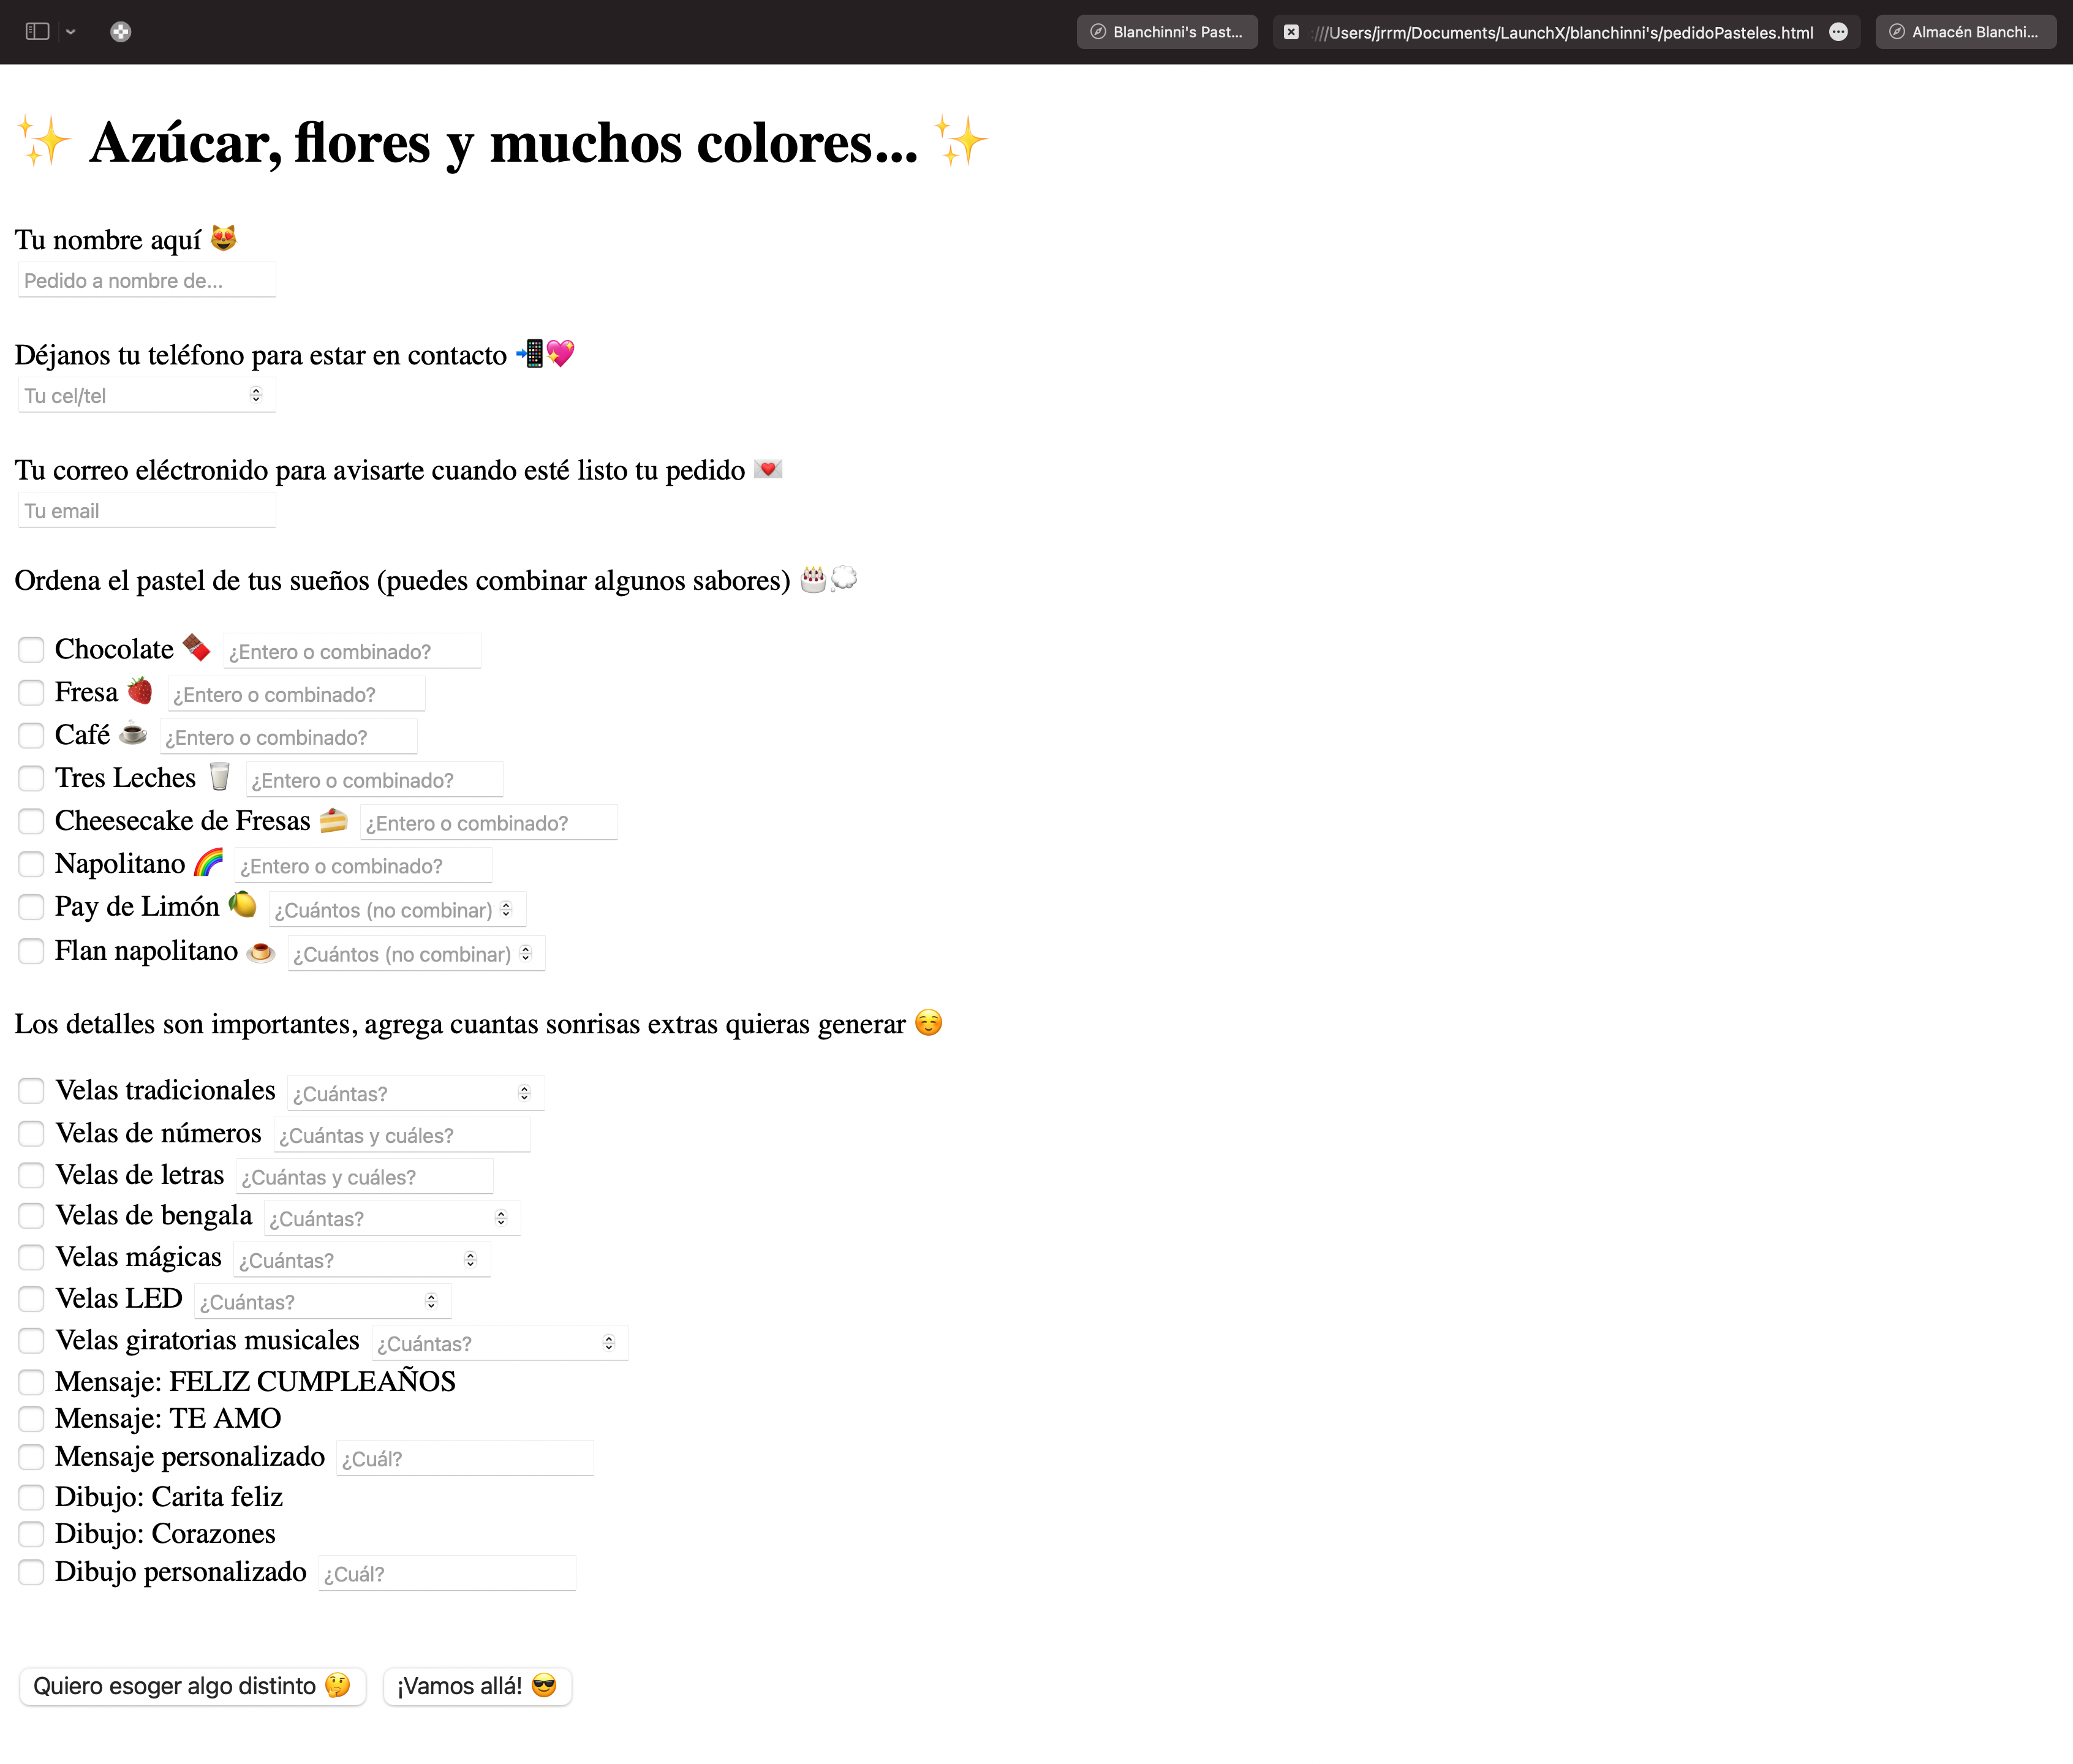 Blanchinni's Past...
:///Users/jrrm/Documents/LaunchX/blanchinni's/pedidoPasteles.html
Almacén Blanchi...
✨ Azúcar, flores y muchos colores... ✨
Tu nombre aquí 😻
Pedido a nombre de...
Déjanos tu teléfono para estar en contacto 📲💖
Tu cel/tel
Tu correo eléctronido para avisarte cuando esté listo tu pedido 💌
Tu email
Ordena el pastel de tus sueños (puedes combinar algunos sabores) 🎂💭
Chocolate 🍫 ¿Entero o combinado?
Fresa 🍓 ¿Entero o combinado?
Café ☕ ¿Entero o combinado?
Tres Leches 🥛 ¿Entero o combinado?
Cheesecake de Fresas 🍰 ¿Entero o combinado?
Napolitano 🌈 ¿Entero o combinado?
Pay de Limón 🍋 ¿Cuántos (no combinar)
Flan napolitano 🍮 ¿Cuántos (no combinar)
Los detalles son importantes, agrega cuantas sonrisas extras quieras generar ☺️
Velas tradicionales ¿Cuántas?
Velas de números ¿Cuántas y cuáles?
Velas de letras ¿Cuántas y cuáles?
Velas de bengala ¿Cuántas?
Velas mágicas ¿Cuántas?
Velas LED ¿Cuántas?
Velas giratorias musicales ¿Cuántas?
Mensaje: FELIZ CUMPLEAÑOS
Mensaje: TE AMO
Mensaje personalizado ¿Cuál?
Dibujo: Carita feliz
Dibujo: Corazones
Dibujo personalizado ¿Cuál?
Quiero esoger algo distinto 🤔 ¡Vamos allá! 😎